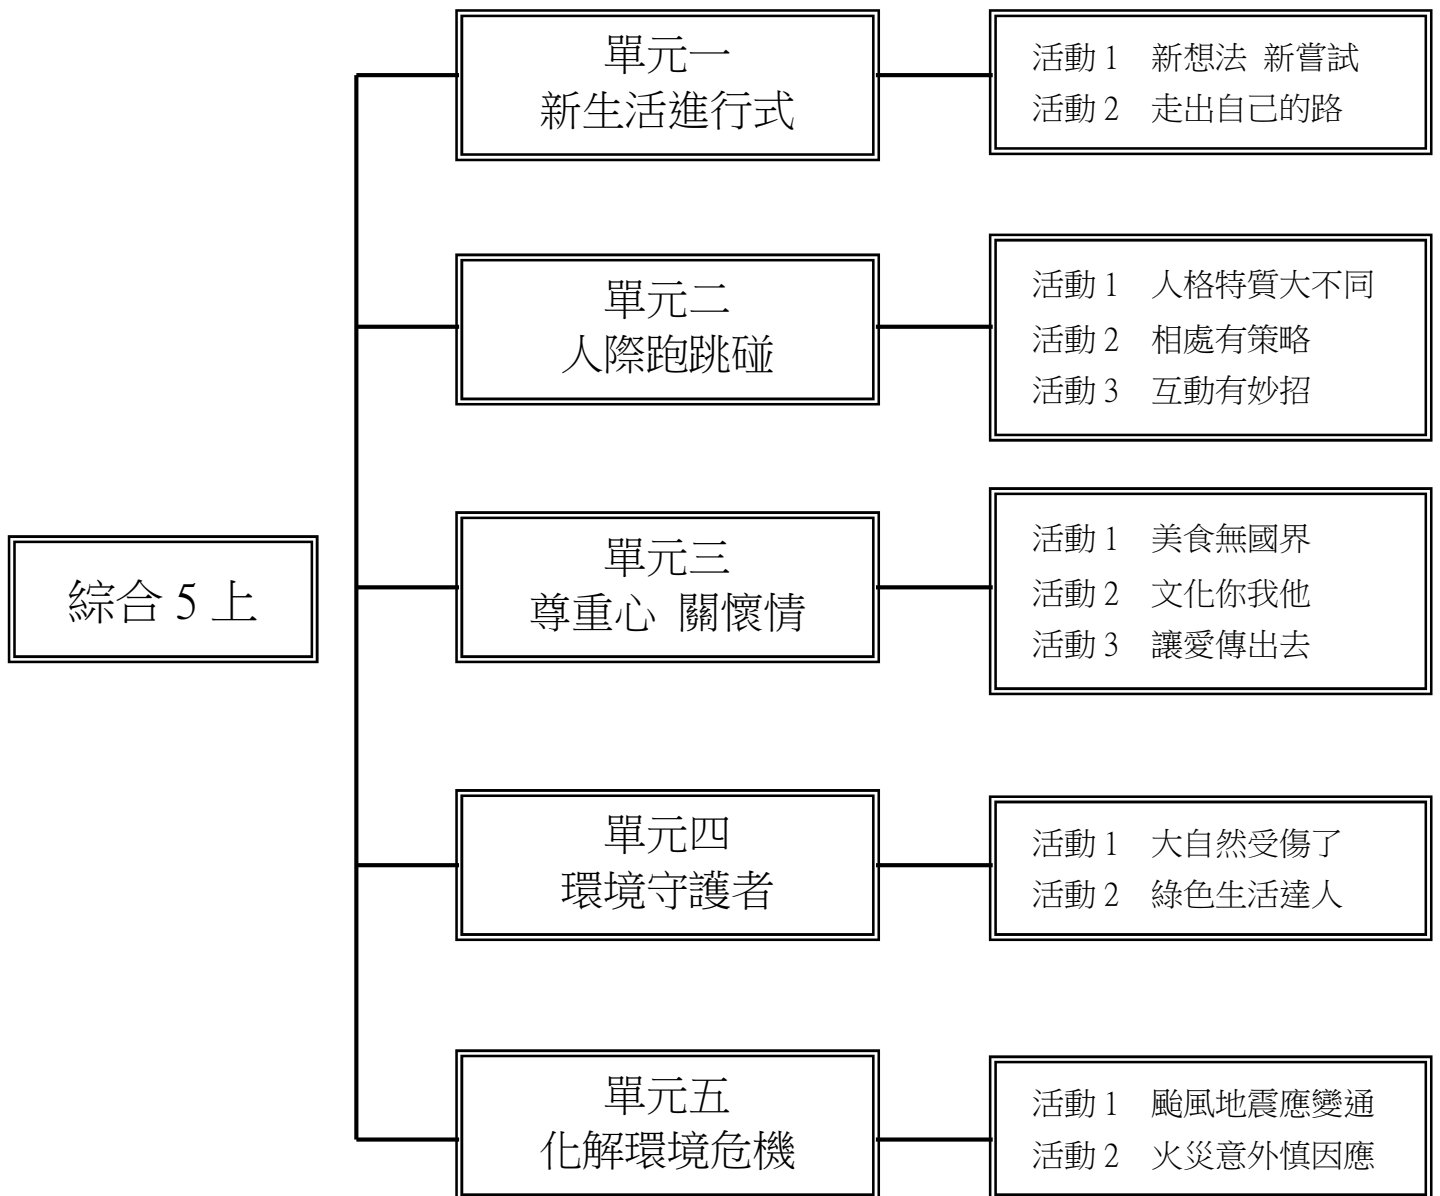 綜合 5 上
單元一
新生活進行式
活動 1 新想法 新嘗試
活動 2 走出自己的路
單元二
人際跑跳碰
活動 1 人格特質大不同
活動 2 相處有策略
活動 3 互動有妙招
單元三
尊重心 關懷情
活動 1 美食無國界
活動 2 文化你我他
活動 3 讓愛傳出去
單元四
環境守護者
活動 1 大自然受傷了
活動 2 綠色生活達人
單元五
化解環境危機
活動 1 颱風地震應變通
活動 2 火災意外慎因應